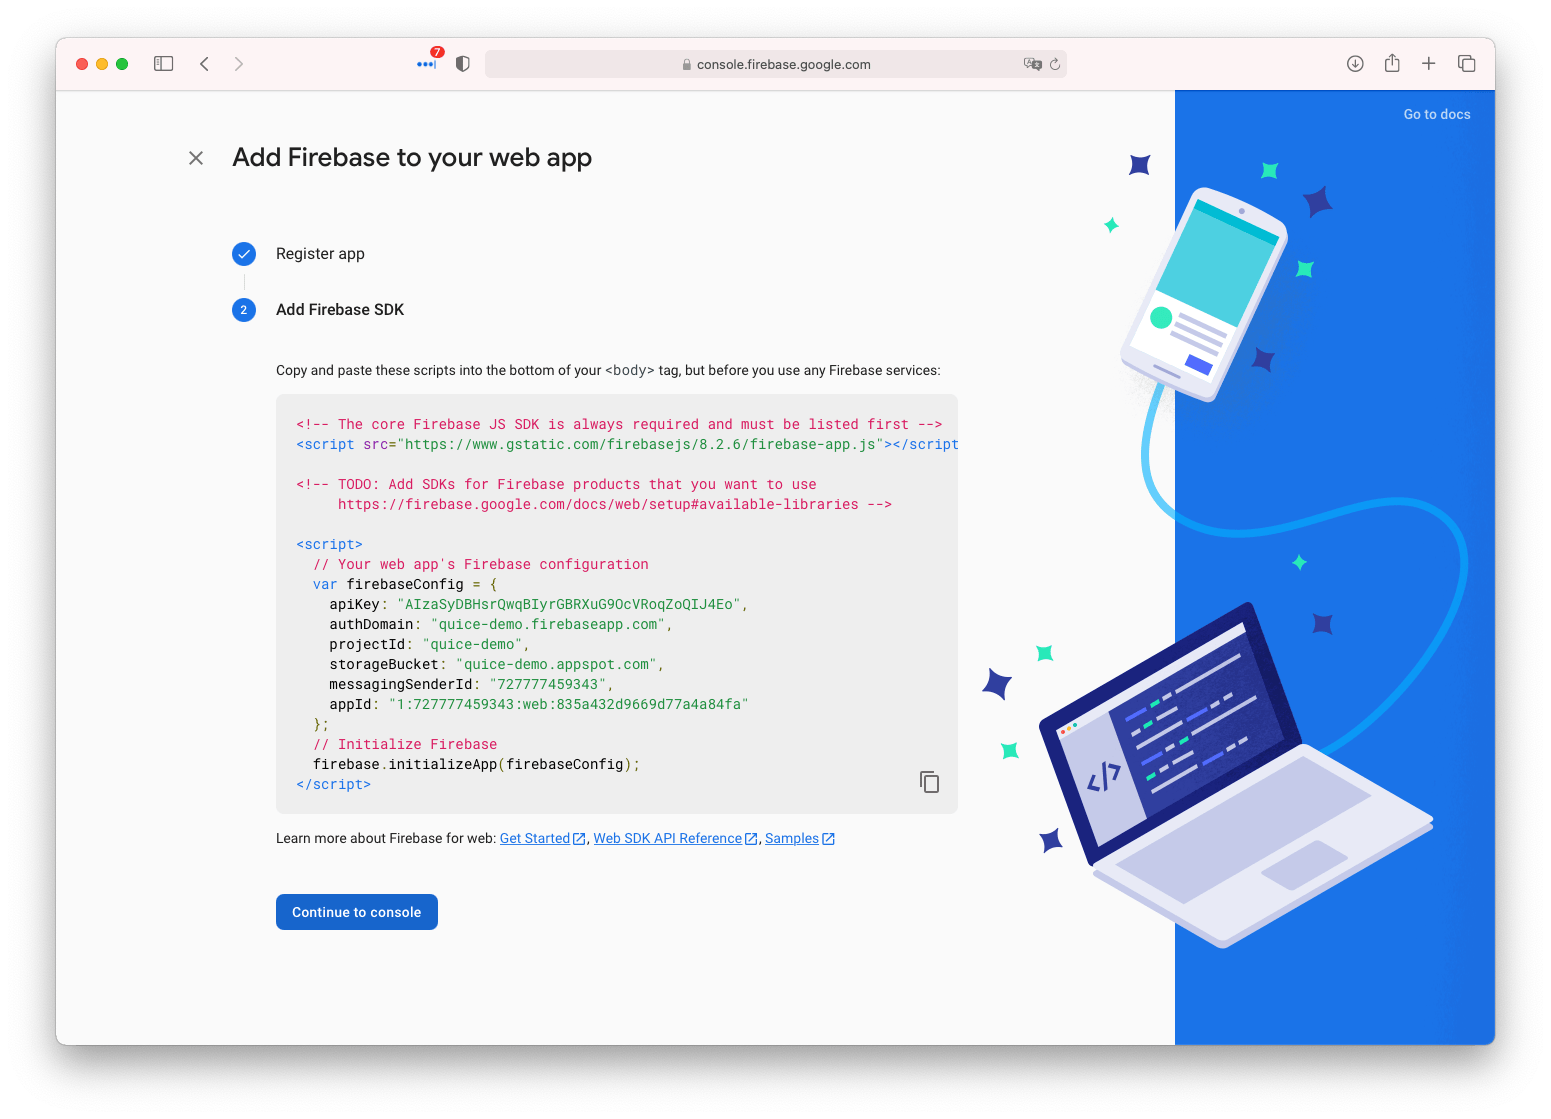 7
console.firebase.google.com
Go to docs
Add Firebase to your web app
Register app
2
Add Firebase SDK
Copy and paste these scripts into the bottom of your <body> tag, but before you use any Firebase services:
<!-- The core Firebase JS SDK is always required and must be listed first -->
<script src="https://www.gstatic.com/firebasejs/8.2.6/firebase-app.js"></script
<!-- TODO: Add SDKs for Firebase products that you want to use
https://firebase.google.com/docs/web/setup#available-libraries -->
<script>
// Your web app's Firebase configuration
var firebaseConfig = {
apiKey: "AIzaSyDBHsrQwqBIyrGBRXuG9OcVRoqZoQIJ4Eo",
authDomain: "quice-demo.firebaseapp.com",
projectId: "quice-demo",
storageBucket: "quice-demo.appspot.com",
messagingSenderId: "727777459343",
appId: "1:727777459343:web:835a432d9669d77a4a84fa"
};
// Initialize Firebase
firebase.initializeApp(firebaseConfig);
</script>
Learn more about Firebase for web: Get Started, Web SDK API Reference, Samples
Continue to console
</>